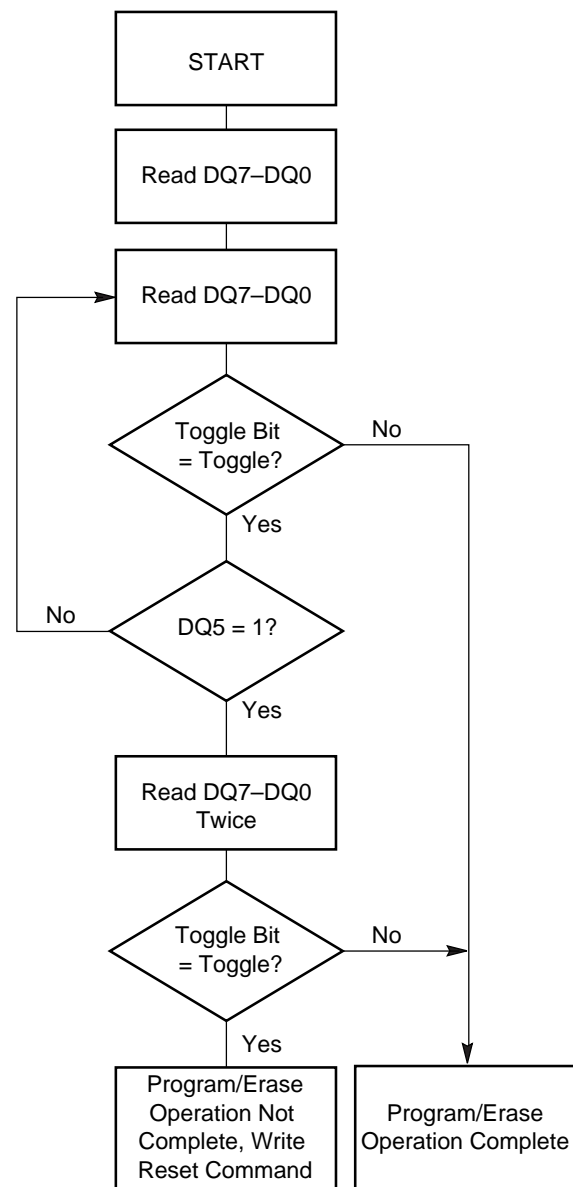 START
Read DQ7–DQ0
Read DQ7–DQ0
Toggle Bit
= Toggle?
No
Yes
No
DQ5 = 1?
Yes
Read DQ7–DQ0
Twice
Toggle Bit
= Toggle?
No
Yes
Program/Erase
Operation Not
Complete, Write
Reset Command
Program/Erase
Operation Complete